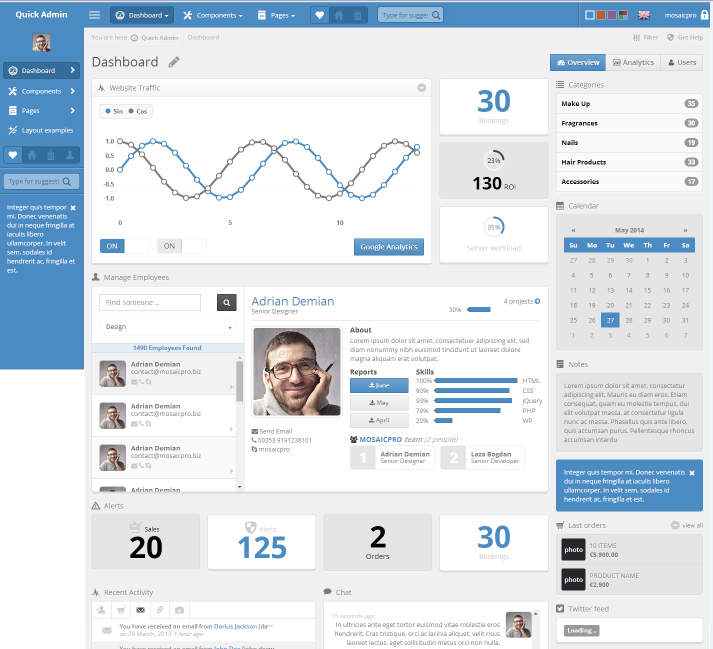 Quick Admin
Dashboard
Components
Pages
Type for sugge
mosaicpro
You are here Quick Admin Dashboard
Filter Get Help
Dashboard
Components
Pages
Layout examples
Type for suggesti
Integer quis tempor
mi. Donec venenatis
dui in neque fringilla at
iaculis libero
ullamcorper. In velit
sem, sodales id
hendrerit ac, fringilla et
est.
Dashboard
Overview Analytics Users
Website Traffic
Sin Cos
1.0
0.5
0.0
-0.5
-1.0
0 5 10
ON ON Google Analytics
30
Bookings
23%
130 ROI
35%
Server workload
Categories
Make Up 35
Fragrances 30
Nails 19
Hair Products 33
Accessories 17
Calendar
« May 2014 »
Su Mo Tu We Th Fr Sa
27 28 29 30 1 2 3
4 5 6 7 8 9 10
11 12 13 14 15 16 17
18 19 20 21 22 23 24
25 26 27 28 29 30 31
1 2 3 4 5 6 7
Manage Employees
Find someone ..
Design
1490 Employees Found
Adrian Demian
contact@mosaicpro.biz
Adrian Demian
contact@mosaicpro.biz
Adrian Demian
contact@mosaicpro.biz
Adrian Demian
Adrian Demian
Senior Designer
4 projects
30%
Send Email
00353 9191238101
mosaicpro
About
Lorem ipsum dolor sit amet, consectetuer adipiscing elit, sed
diam nonummy nibh euismod tincidunt ut laoreet dolore
magna aliquam erat volutpat.
Reports
June
May
April
Skills
100% HTML
90% CSS
93% jQuery
79% PHP
20% WP
MOSAICPRO team (2 people)
1 Adrian Demian
Senior Designer
2 Laza Bogdan
Senior Developer
Notes
Lorem ipsum dolor sit amet, consectetur
adipiscing elit. Mauris eu diam eros. Etiam
consequat, quam eu molestie tempus, dui
elit volutpat massa, at consectetur ligula
nunc ac massa. Phasellus quis ante libero,
quis accumsan purus. Pellentesque rhoncus
accumsan interdu
Integer quis tempor mi. Donec venenatis
dui in neque fringilla at iaculis libero
ullamcorper. In velit sem, sodales id
hendrerit ac, fringilla et est.
Alerts
Sales
20
Alerts
125
2
Orders
30
Bookings
Last orders view all
photo 10 ITEMS
€5,900.00
photo PRODUCT NAME
€2,900
Twitter feed
Loading ..
Recent Activity
You have received an email from Darius Jackson (da
on 29 March, 2013 1 hour ago
Chat
15 seconds ago
In ultricies ante eget tortor euismod vitae molestie eros
hendrerit. Cras tristique, orci ac lacinia aliquet, velit risus
laoreet eget, eget sollicitudin metus orci non nulla.